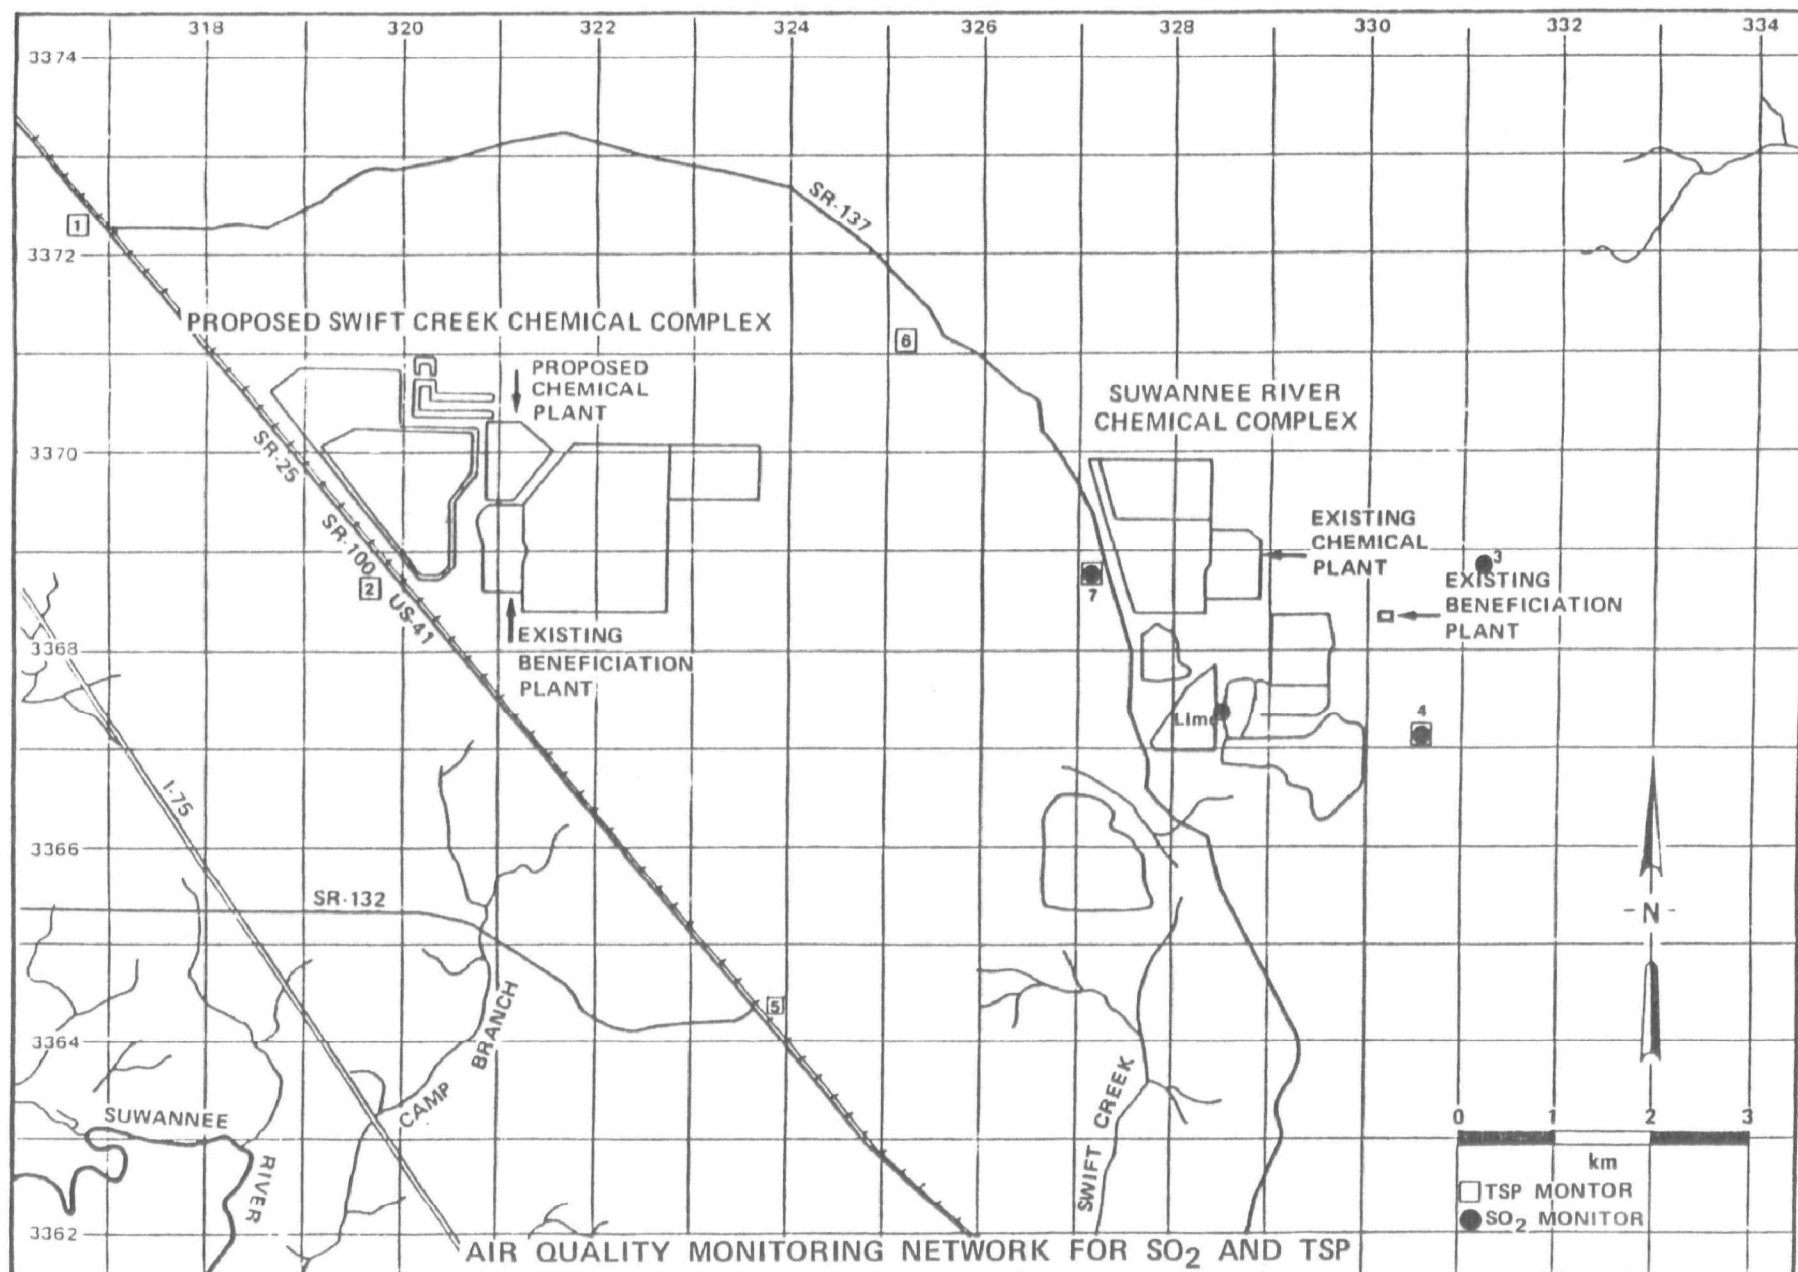 318 320 322 324 326 328 330 332 334
3374
SR-137
1
3372
PROPOSED SWIFT CREEK CHEMICAL COMPLEX
6
PROPOSED
CHEMICAL
PLANT
SUWANNEE RIVER
CHEMICAL COMPLEX
3370
SR-25
SR-100
US-41
2
EXISTING
CHEMICAL
PLANT
3
EXISTING
BENEFICIATION
PLANT
7
EXISTING
BENEFICIATION
PLANT
3368
4
I-75
3366
SR-132
N
5
3364
CAMP
BRANCH
SWIFT CREEK
SUWANNEE
RIVER
0 1 2 3
km
TSP MONTOR
SO2 MONITOR
3362
AIR QUALITY MONITORING NETWORK FOR SO2 AND TSP